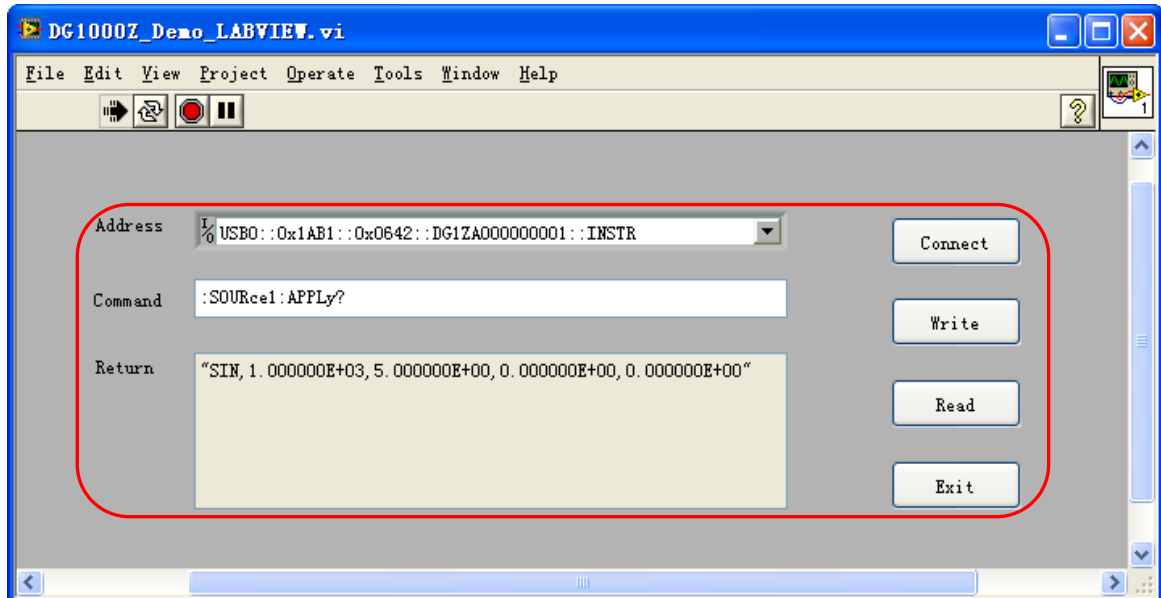 DG1000Z_Demo_LABVIEW.vi
File Edit View Project Operate Tools Window Help
?
1
Address
I/O USB0::0x1AB1::0x0642::DG1ZA000000001::INSTR
Connect
Command
:SOURce1:APPLy?
Write
Return
"SIN,1.000000E+03,5.000000E+00,0.000000E+00,0.000000E+00"
Read
Exit